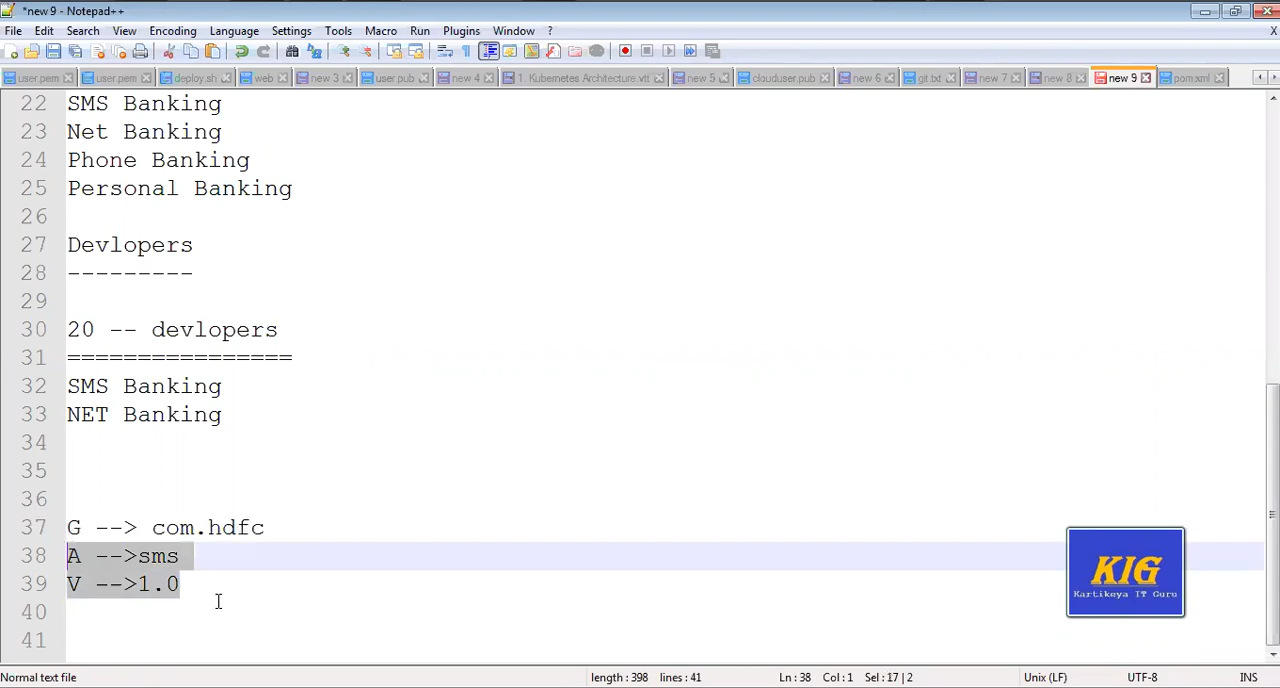 *new 9 - Notepad++
File Edit Search View Encoding Language Settings Tools Macro Run Plugins Window ? X
user.pem user.pem deploy.sh web new 3 user.pub new 4 1. Kubernetes Architecture.vtt new 5 clouduser.pub new 6 git.txt new 7 new 8 new 9 pom.xml
22 SMS Banking
23 Net Banking
24 Phone Banking
25 Personal Banking
26
27 Devlopers
28 ---------
29
30 20 -- devlopers
31 ================
32 SMS Banking
33 NET Banking
34
35
36
37 G --> com.hdfc
38 A -->sms
39 V -->1.0
40
41
KIG
Kartikeya IT Guru
Normal text file length : 398 lines : 41 Ln : 38 Col : 1 Sel : 17 | 2 Unix (LF) UTF-8 INS